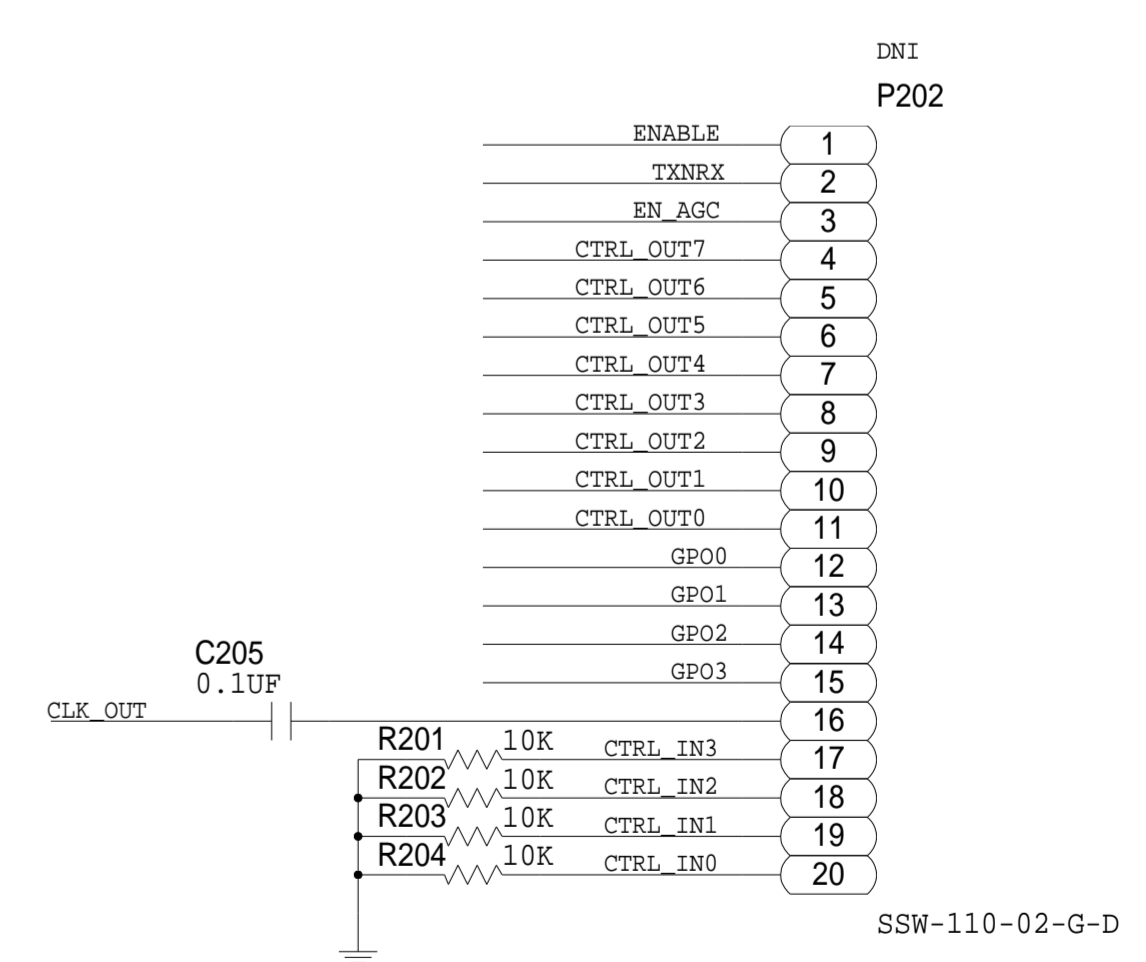 DNI
P202
ENABLE 1
TXNRX 2
EN_AGC 3
CTRL_OUT7 4
CTRL_OUT6 5
CTRL_OUT5 6
CTRL_OUT4 7
CTRL_OUT3 8
CTRL_OUT2 9
CTRL_OUT1 10
CTRL_OUT0 11
GPO0 12
GPO1 13
GPO2 14
C205
GPO3 15
0.1UF
CLK_OUT 16
R201 10K CTRL_IN3 17
R202 10K CTRL_IN2 18
R203 10K CTRL_IN1 19
R204 10K CTRL_IN0 20
SSW-110-02-G-D